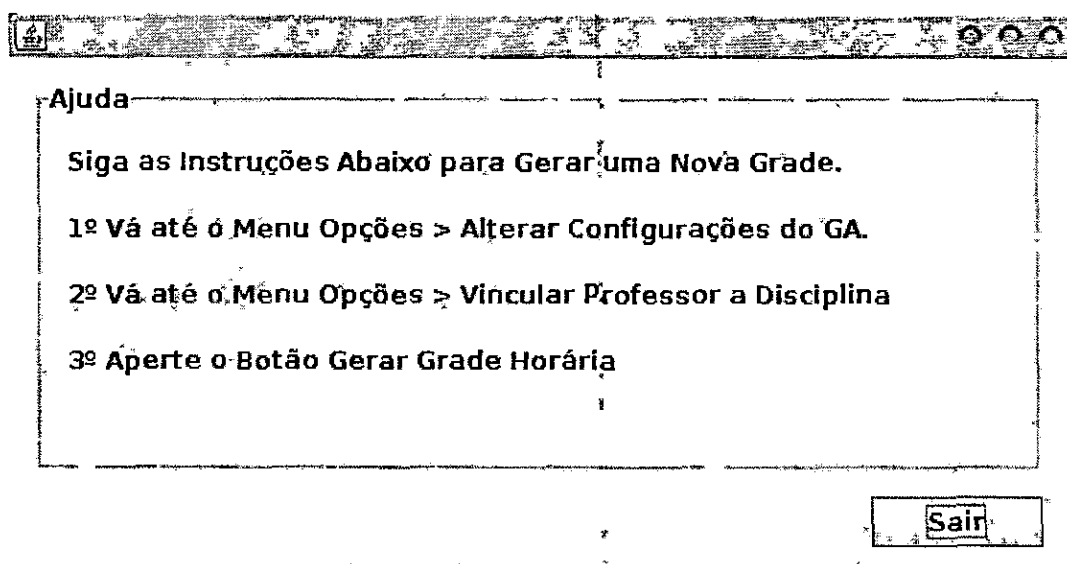 Ajuda
Siga as Instruções Abaixo para Gerar uma Nova Grade.
1º Vá até o Menu Opções > Alterar Configurações do GA.
2º Vá até o Menu Opções > Vincular Professor a Disciplina
3º Aperte o Botão Gerar Grade Horária
Sair